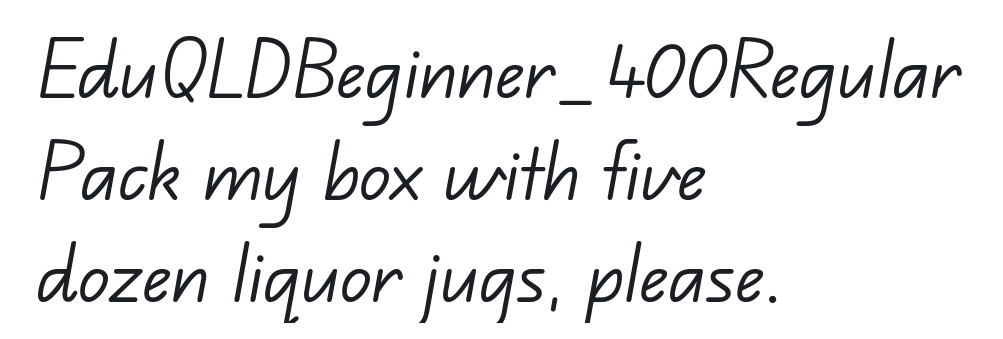 EduQLDBeginner_400Regular
Pack my box with five
dozen liquor jugs, please.